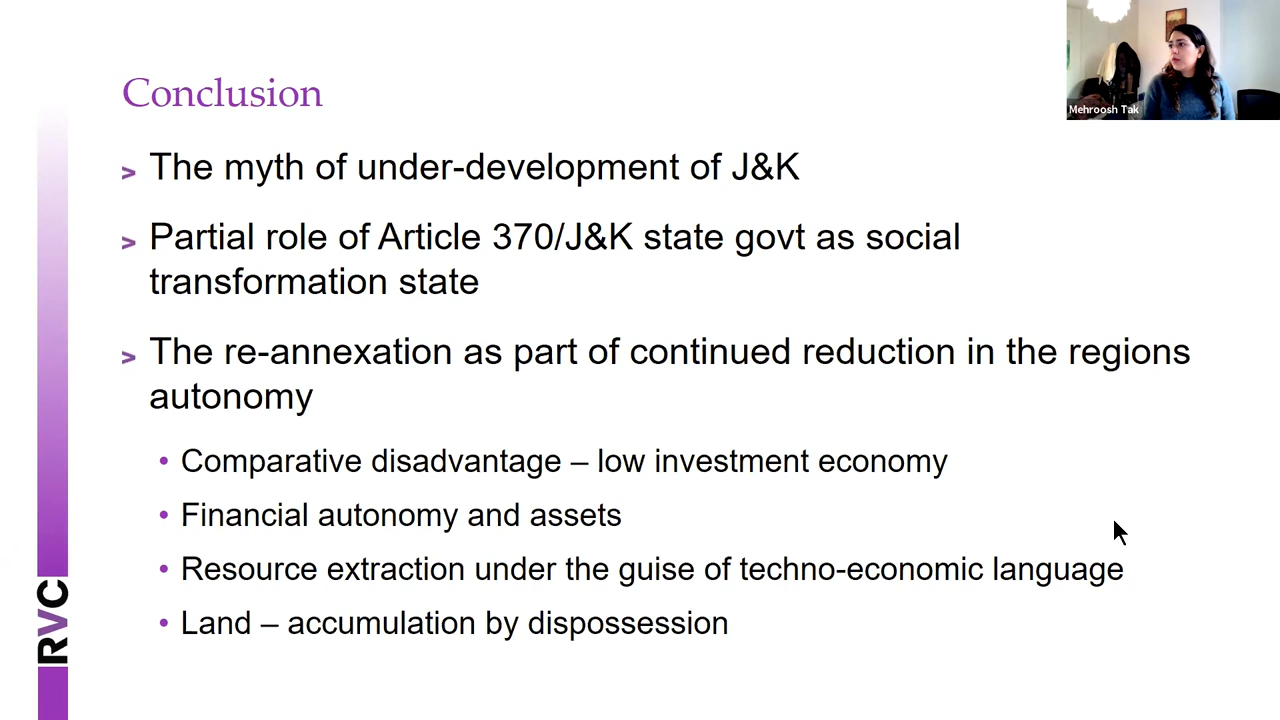 Conclusion
Mehroosh Tak
> The myth of under-development of J&K
> Partial role of Article 370/J&K state govt as social
transformation state
> The re-annexation as part of continued reduction in the regions
autonomy
• Comparative disadvantage – low investment economy
• Financial autonomy and assets
• Resource extraction under the guise of techno-economic language
• Land – accumulation by dispossession
RVC